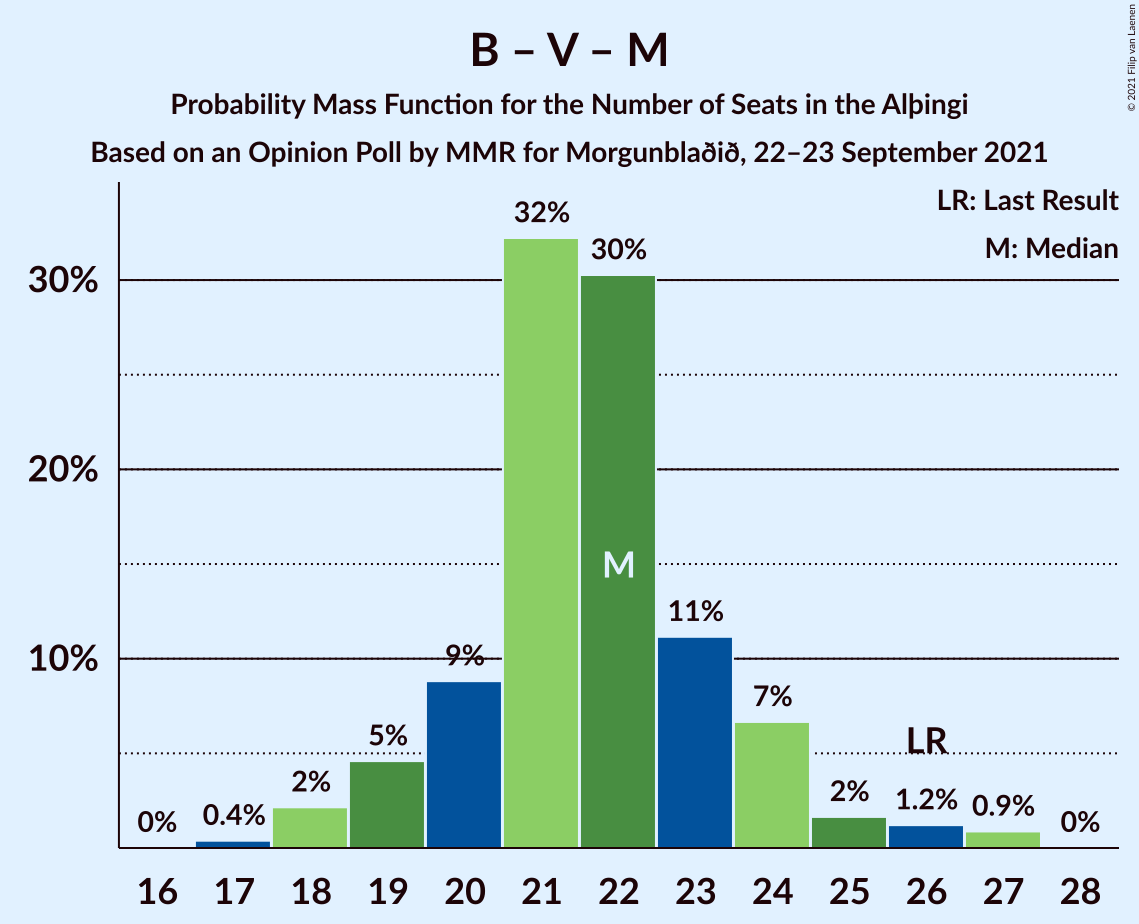 B – V – M
Probability Mass Function for the Number of Seats in the Alþingi
Based on an Opinion Poll by MMR for Morgunblaðið, 22–23 September 2021
© 2021 Filip van Laenen
LR: Last Result
M: Median
30%
20%
10%
0%
0.4%
2%
5%
9%
32%
30%
M
11%
7%
2%
LR
1.2%
0.9%
0%
16 17 18 19 20 21 22 23 24 25 26 27 28